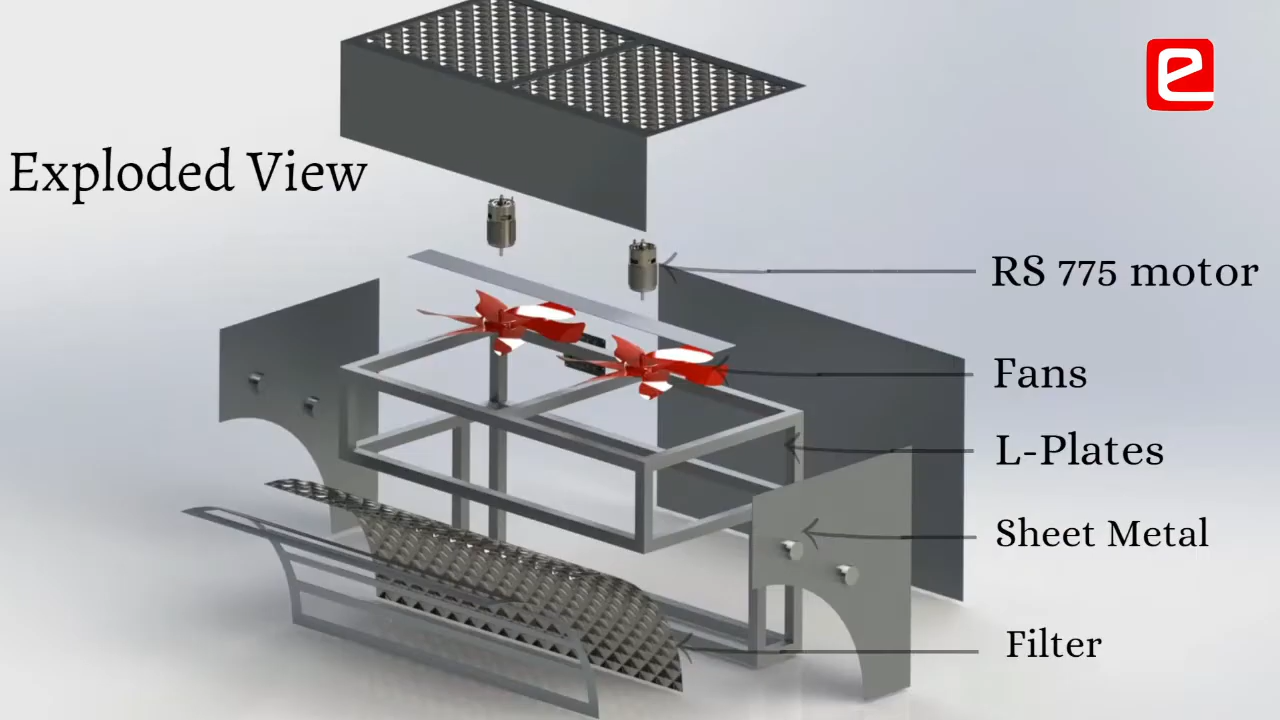 e
Exploded View
RS 775 motor
Fans
L-Plates
Sheet Metal
Filter